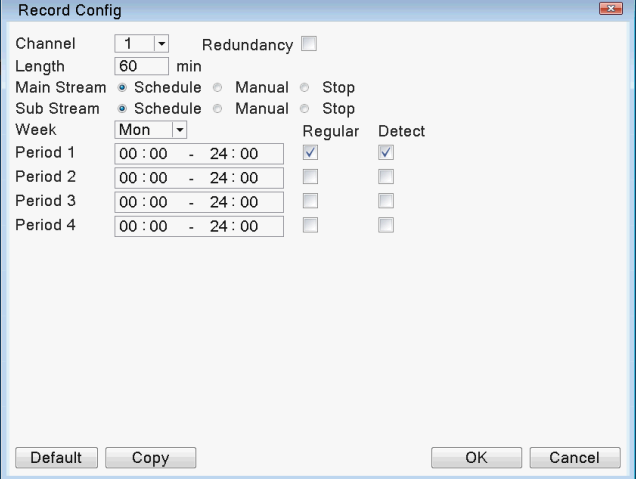 Record Config
Channel 1 Redundancy
Length 60 min
Main Stream Schedule Manual Stop
Sub Stream Schedule Manual Stop
Week Mon Regular Detect
Period 1 00:00 - 24:00
Period 2 00:00 - 24:00
Period 3 00:00 - 24:00
Period 4 00:00 - 24:00
Default Copy OK Cancel